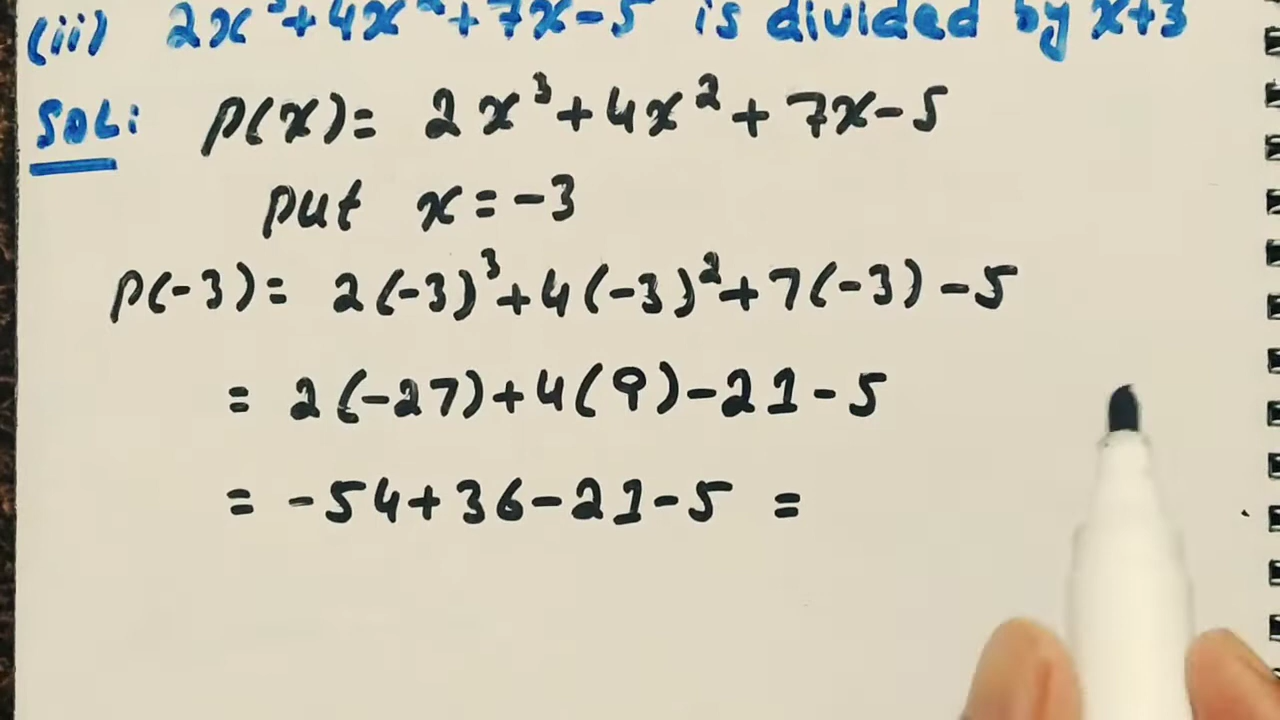 (ii) 2x³+4x²+7x-5 is divided by x+3
SOL: p(x)= 2x³+4x²+7x-5
put x=-3
p(-3)= 2(-3)³+4(-3)²+7(-3)-5
= 2(-27)+4(9)-21-5
= -54+36-21-5 =